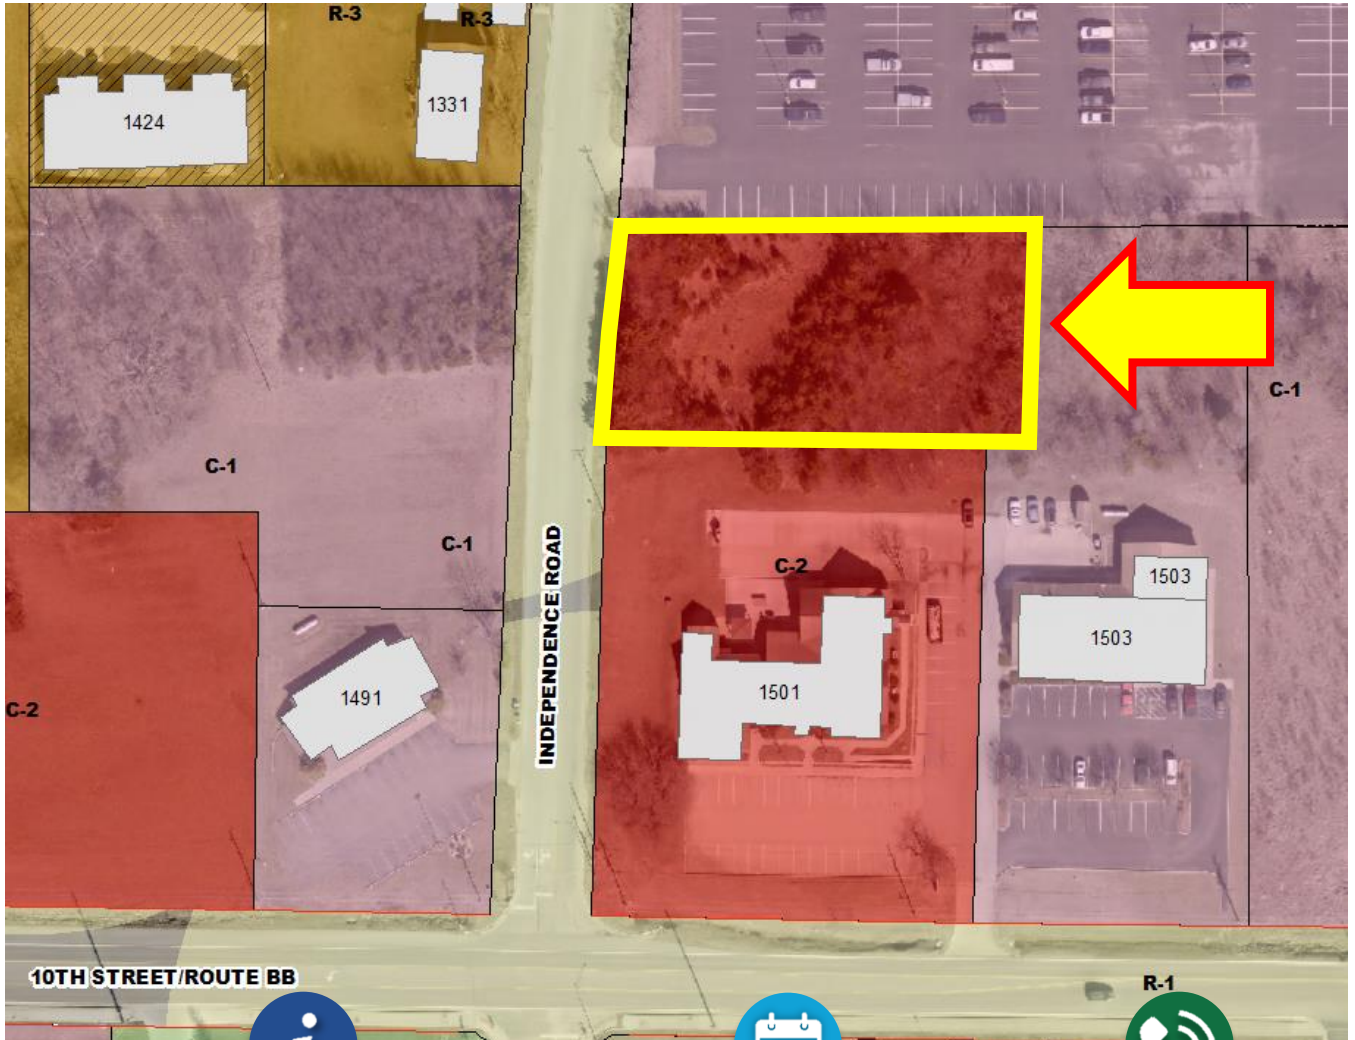 R-3
R-3
1424
1331
C-1
C-1
C-1
INDEPENDENCE ROAD
C-2
1503
1503
1501
1491
C-2
10TH STREET/ROUTE BB
R-1